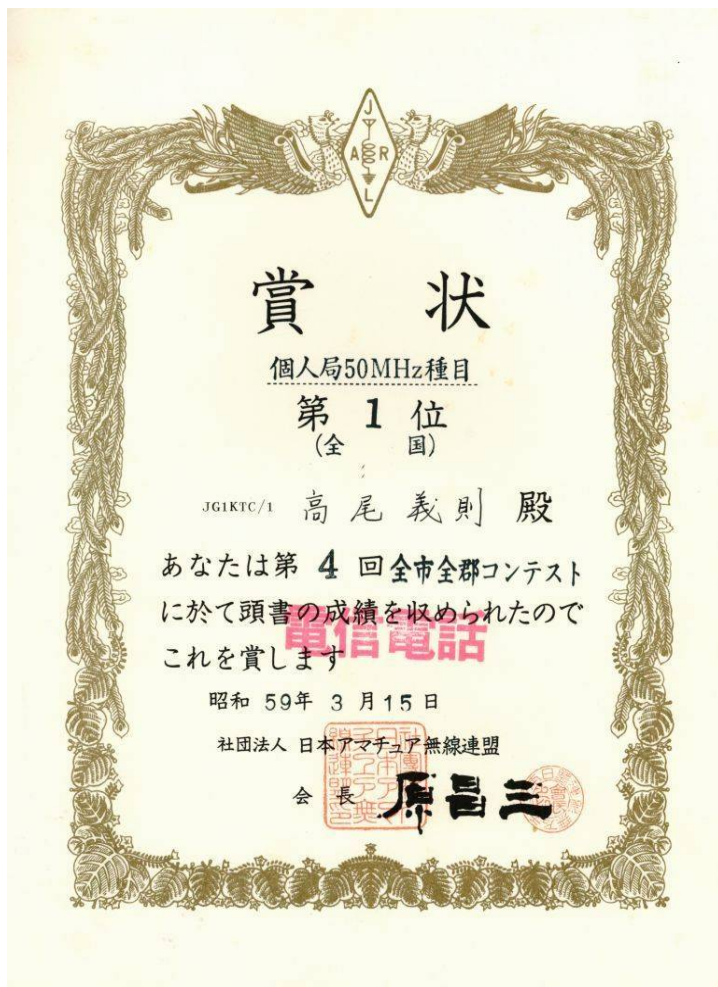 JARL
賞状
個人局50MHz種目
第1位
(全国)
JG1KTC/1 高尾義則 殿
あなたは第4回全市全郡コンテスト
に於て頭書の成績を収められたので
電信電話
これを賞します
昭和59年3月15日
社団法人 日本アマチュア無線連盟
会長 原昌三